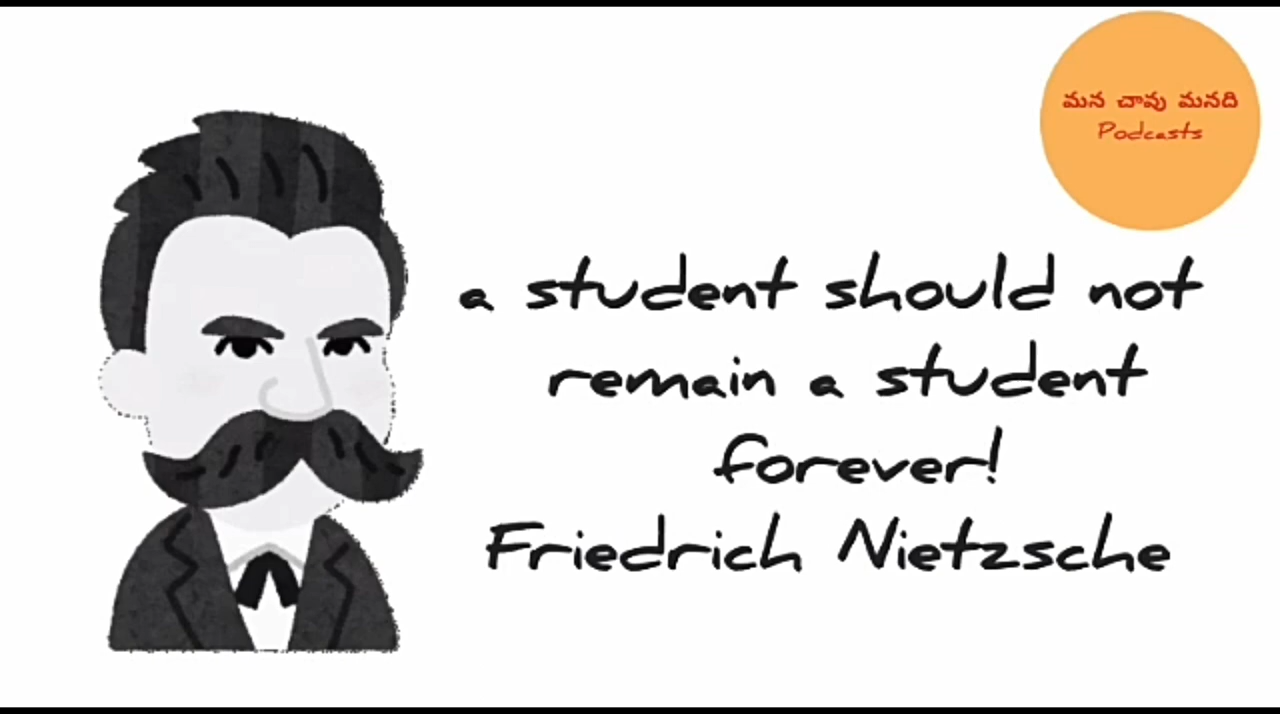 మన చావు మనది
Podcasts
a student should not
remain a student
forever!
Friedrich Nietzsche